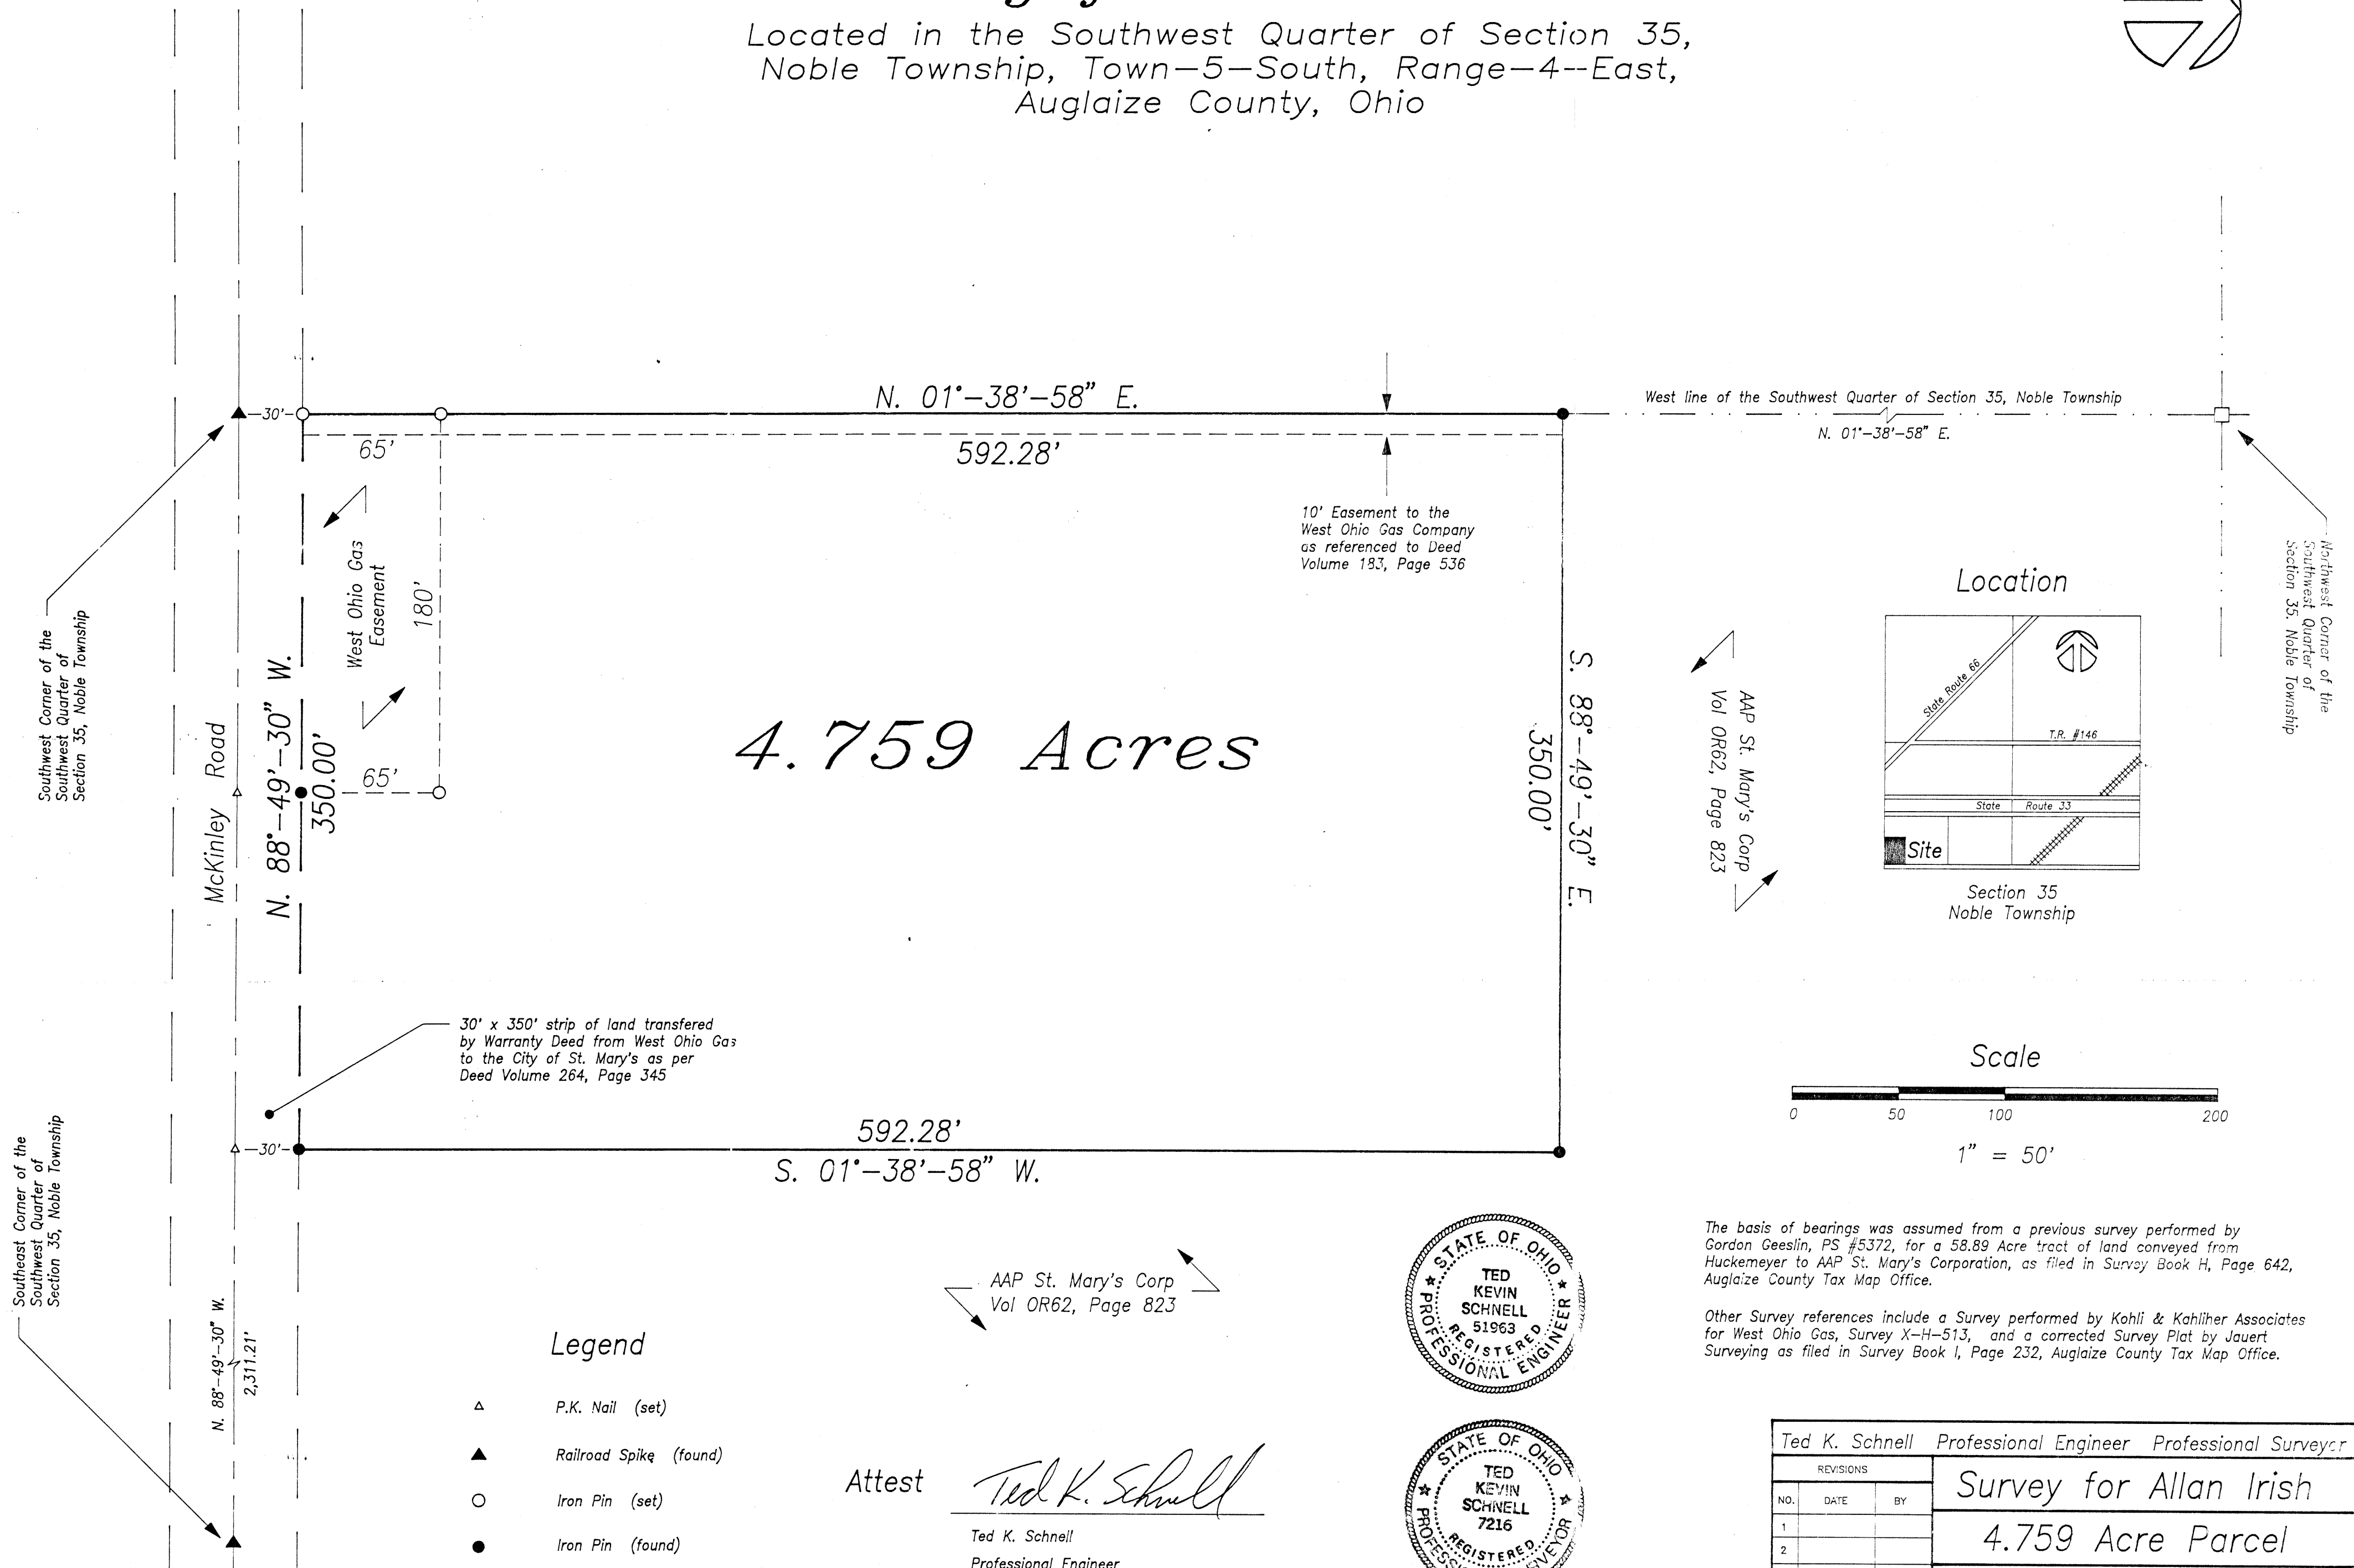 Located in the Southwest Quarter of Section 35,
Noble Township, Town-5-South, Range-4--East,
Auglaize County, Ohio
N. 01°-38'-58" E.
592.28'
West line of the Southwest Quarter of Section 35, Noble Township
N. 01°-38'-58" E.
-30'-
65'
10' Easement to the
West Ohio Gas Company
as referenced to Deed
Volume 183, Page 536
Northwest Corner of the
Southwest Quarter of
Section 35, Noble Township
Southwest Corner of the
Southwest Quarter of
Section 35, Noble Township
McKinley Road
N. 88°-49'-30" W.
350.00'
West Ohio Gas
Easement
180'
65'
4.759 Acres
S. 88°-49'-30" E.
350.00'
AAP St. Mary's Corp
Vol OR62, Page 823
Location
State Route 66
T.R. #146
State Route 33
Site
Section 35
Noble Township
30' x 350' strip of land transfered
by Warranty Deed from West Ohio Gas
to the City of St. Mary's as per
Deed Volume 264, Page 345
-30'-
592.28'
S. 01°-38'-58" W.
Scale
0 50 100 200
1" = 50'
Southeast Corner of the
Southwest Quarter of
Section 35, Noble Township
N. 88°-49'-30" W.
2,311.21'
AAP St. Mary's Corp
Vol OR62, Page 823
The basis of bearings was assumed from a previous survey performed by
Gordon Geeslin, PS #5372, for a 58.89 Acre tract of land conveyed from
Huckemeyer to AAP St. Mary's Corporation, as filed in Survey Book H, Page 642,
Auglaize County Tax Map Office.
Other Survey references include a Survey performed by Kohli & Kahliher Associates
for West Ohio Gas, Survey X-H-513, and a corrected Survey Plat by Jauert
Surveying as filed in Survey Book I, Page 232, Auglaize County Tax Map Office.
Legend
P.K. Nail (set)
Railroad Spike (found)
Iron Pin (set)
Iron Pin (found)
STATE OF OHIO
TED
KEVIN
SCHNELL
51963
REGISTERED
PROFESSIONAL ENGINEER
STATE OF OHIO
TED
KEVIN
SCHNELL
7216
REGISTERED
Attest
Ted K. Schnell
Ted K. Schnell
Professional Engineer
Ted K. Schnell Professional Engineer Professional Surveyor
REVISIONS
NO. DATE BY
1
2
Survey for Allan Irish
4.759 Acre Parcel